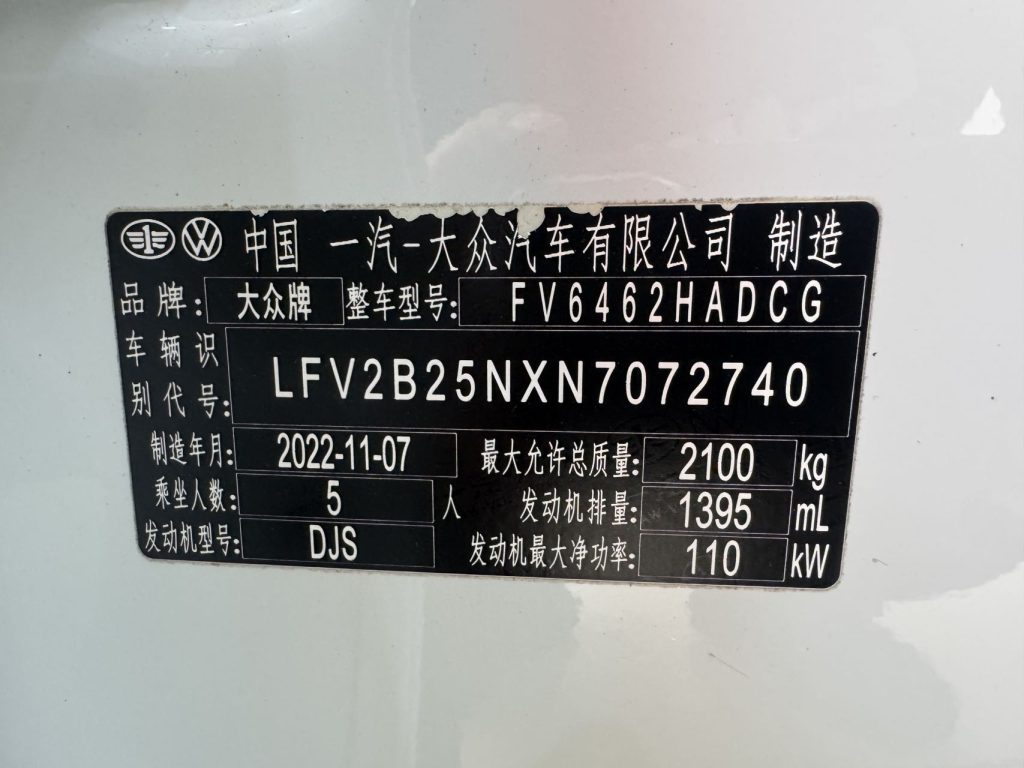 中国 一汽-大众汽车有限公司 制造
品牌: 大众牌 整车型号: FV6462HADCG
车辆识别代号: LFV2B25NXN7072740
制造年月: 2022-11-07 最大允许总质量: 2100 kg
乘坐人数: 5 人 发动机排量: 1395 mL
发动机型号: DJS 发动机最大净功率: 110 kW